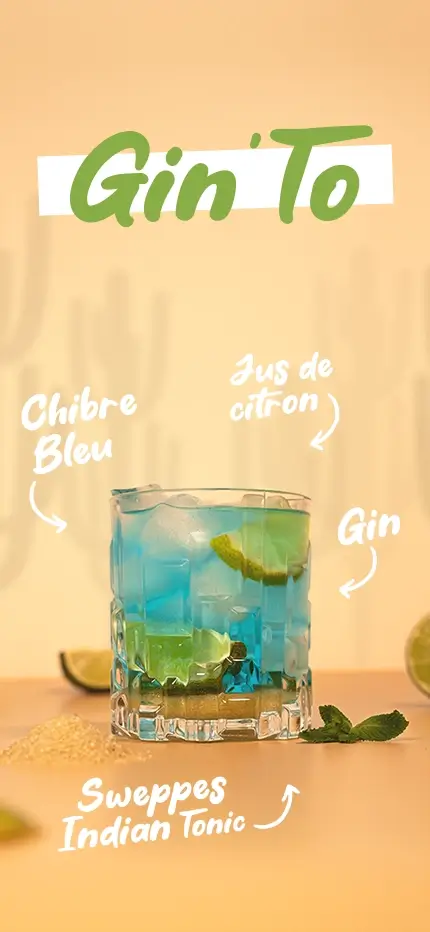 Gin'To
Jus de
citron
Chibre
Bleu
Gin
Sweppes
Indian Tonic